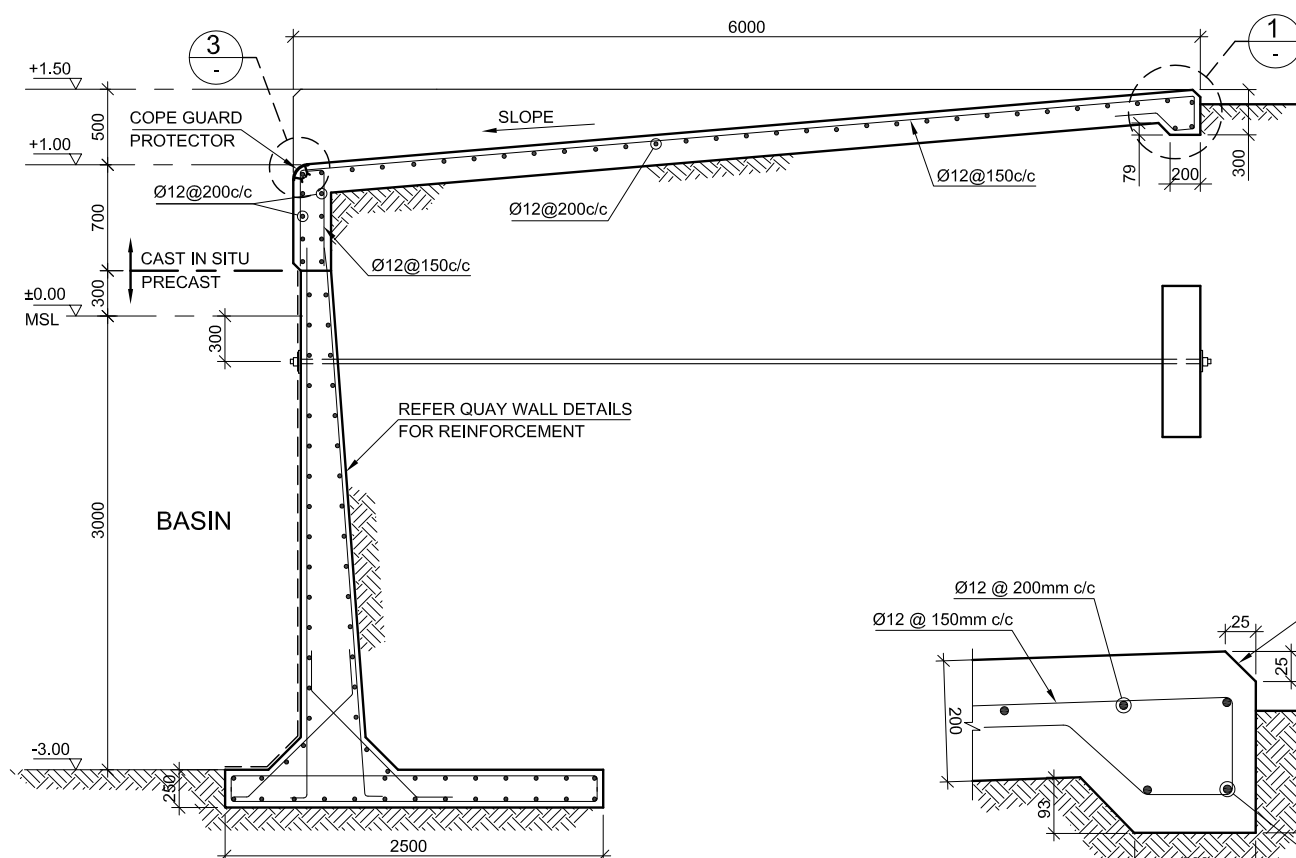 6000
3
-
1
-
+1.50
COPE GUARD
PROTECTOR
SLOPE
500
+1.00
Ø12@200c/c
Ø12@200c/c
Ø12@150c/c
79
200
300
700
Ø12@150c/c
CAST IN SITU
PRECAST
300
±0.00
MSL
300
REFER QUAY WALL DETAILS
FOR REINFORCEMENT
BASIN
3000
-3.00
250
2500
Ø12 @ 200mm c/c
Ø12 @ 150mm c/c
25
25
200
93